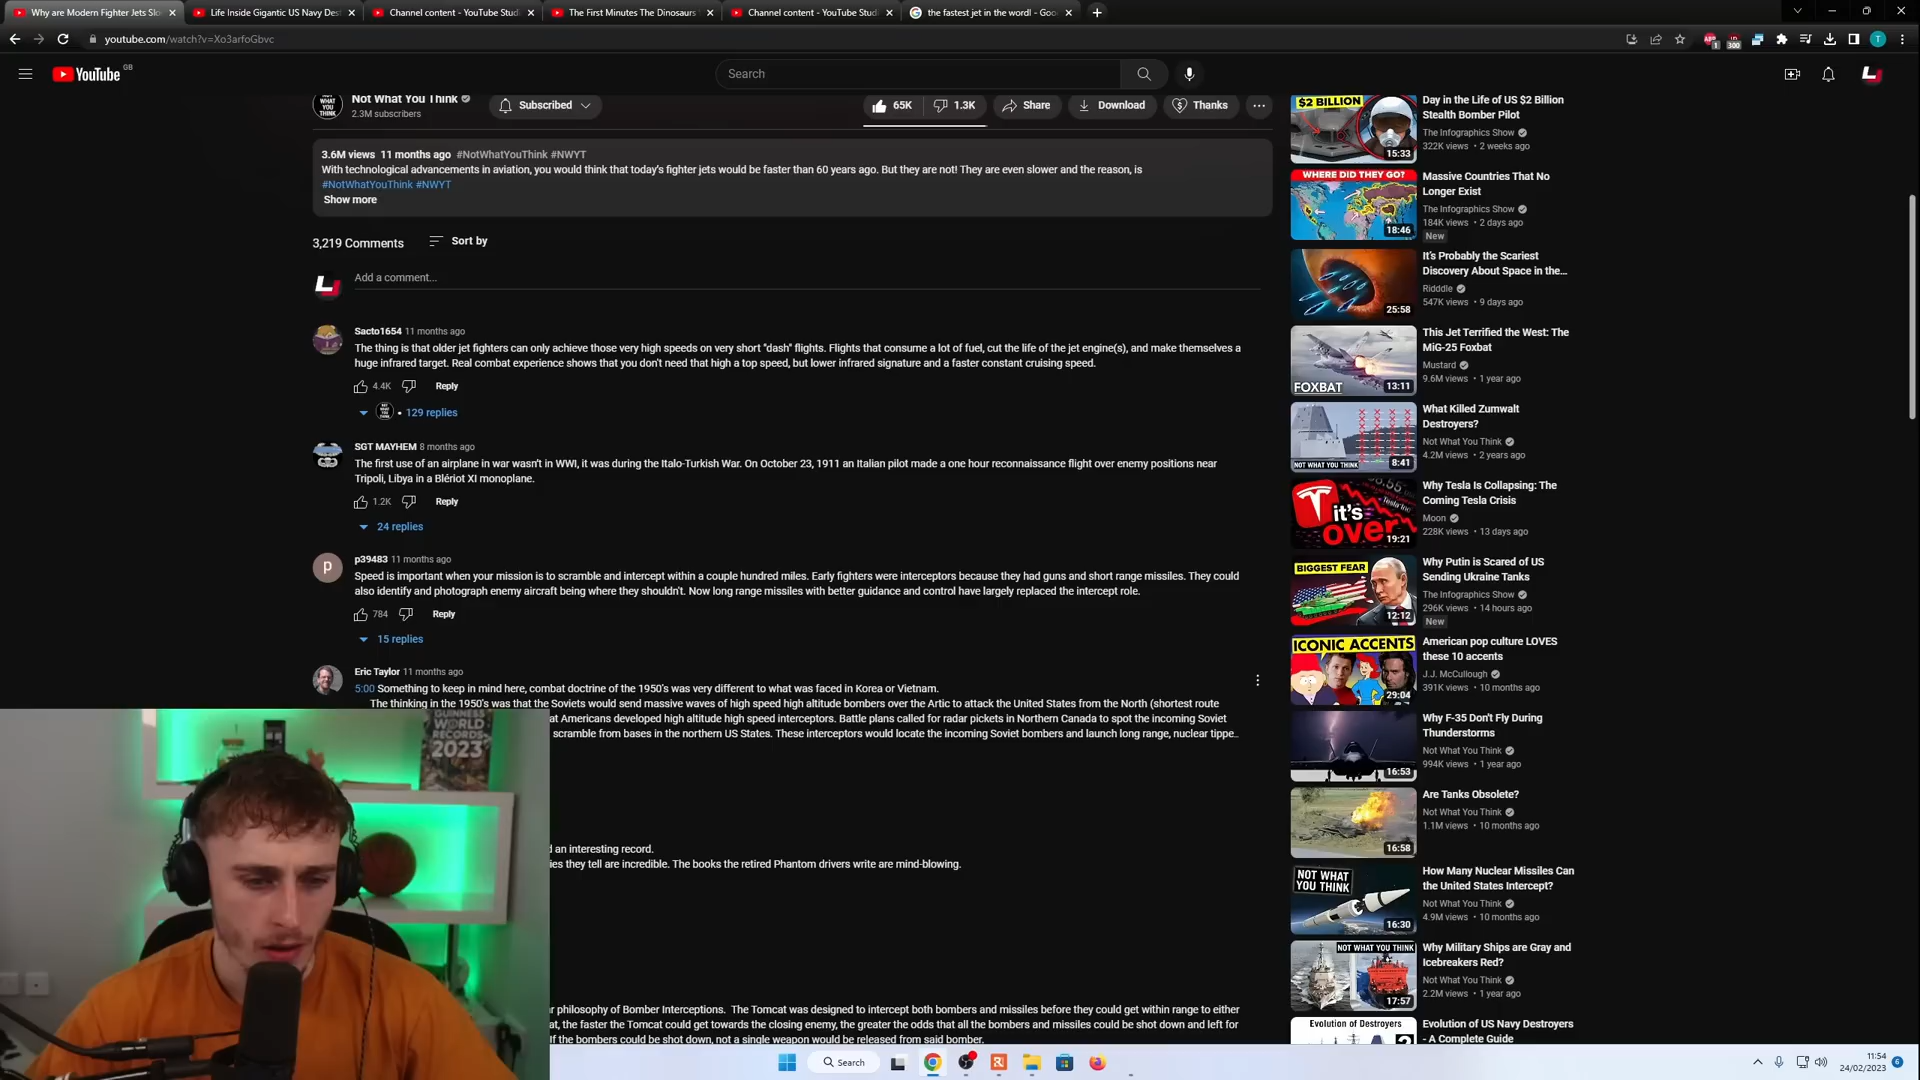 Why are Modern Fighter Jets Slo
Life Inside Gigantic US Navy Des
Channel content - YouTube Studi
The First Minutes The Dinosaurs
Channel content - YouTube Studi
the fastest jet in the word! - Goo
youtube.com/watch?v=Xo3arfoGbvc
YouTube GB
Search
Not What You Think
2.3M subscribers
Subscribed
65K
1.3K
Share
Download
Thanks
3.6M views 11 months ago #NotWhatYouThink #NWYT
With technological advancements in aviation, you would think that today's fighter jets would be faster than 60 years ago. But they are not! They are even slower and the reason, is
#NotWhatYouThink #NWYT
Show more
3,219 Comments
Sort by
Add a comment...
Sacto1654 11 months ago
The thing is that older jet fighters can only achieve those very high speeds on very short "dash" flights. Flights that consume a lot of fuel, cut the life of the jet engine(s), and make themselves a
huge infrared target. Real combat experience shows that you don't need that high a top speed, but lower infrared signature and a faster constant cruising speed.
4.4K
Reply
129 replies
SGT MAYHEM 8 months ago
The first use of an airplane in war wasn't in WWI, it was during the Italo-Turkish War. On October 23, 1911 an Italian pilot made a one hour reconnaissance flight over enemy positions near
Tripoli, Libya in a Blériot XI monoplane.
1.2K
Reply
24 replies
p
p39483 11 months ago
Speed is important when your mission is to scramble and intercept within a couple hundred miles. Early fighters were interceptors because they had guns and short range missiles. They could
also identify and photograph enemy aircraft being where they shouldn't. Now long range missiles with better guidance and control have largely replaced the intercept role.
784
Reply
15 replies
Eric Taylor 11 months ago
5:00 Something to keep in mind here, combat doctrine of the 1950's was very different to what was faced in Korea or Vietnam.
The thinking in the 1950's was that the Soviets would send massive waves of high speed high altitude bombers over the Artic to attack the United States from the North (shortest route
at Americans developed high altitude high speed interceptors. Battle plans called for radar pickets in Northern Canada to spot the incoming Soviet
scramble from bases in the northern US States. These interceptors would locate the incoming Soviet bombers and launch long range, nuclear tippe..
GUINNESS
WORLD
RECORDS
2023
d an interesting record.
ies they tell are incredible. The books the retired Phantom drivers write are mind-blowing.
r philosophy of Bomber Interceptions. The Tomcat was designed to intercept both bombers and missiles before they could get within range to either
at, the faster the Tomcat could get towards the closing enemy, the greater the odds that all the bombers and missiles could be shot down and left for
If the bombers could be shot down, not a single weapon would be released from said bomber.
$2 BILLION
15:33
Day in the Life of US $2 Billion
Stealth Bomber Pilot
The Infographics Show
322K views • 2 weeks ago
WHERE DID THEY GO?
18:46
Massive Countries That No
Longer Exist
The Infographics Show
184K views • 2 days ago
New
25:58
It's Probably the Scariest
Discovery About Space in the...
Ridddle
547K views • 9 days ago
FOXBAT
13:11
This Jet Terrified the West: The
MiG-25 Foxbat
Mustard
9.6M views • 1 year ago
NOT WHAT YOU THINK
8:41
What Killed Zumwalt
Destroyers?
Not What You Think
4.2M views • 2 years ago
it's
over
19:21
Why Tesla Is Collapsing: The
Coming Tesla Crisis
Moon
228K views • 13 days ago
BIGGEST FEAR
12:12
Why Putin is Scared of US
Sending Ukraine Tanks
The Infographics Show
296K views • 14 hours ago
New
ICONIC ACCENTS
29:04
American pop culture LOVES
these 10 accents
J.J. McCullough
391K views • 10 months ago
16:53
Why F-35 Don't Fly During
Thunderstorms
Not What You Think
994K views • 1 year ago
16:58
Are Tanks Obsolete?
Not What You Think
1.1M views • 10 months ago
NOT WHAT
YOU THINK
16:30
How Many Nuclear Missiles Can
the United States Intercept?
Not What You Think
4.9M views • 10 months ago
NOT WHAT YOU THINK
17:57
Why Military Ships are Gray and
Icebreakers Red?
Not What You Think
2.2M views • 1 year ago
Evolution of Destroyers
Evolution of US Navy Destroyers
- A Complete Guide
Search
11:54
24/02/2023
6